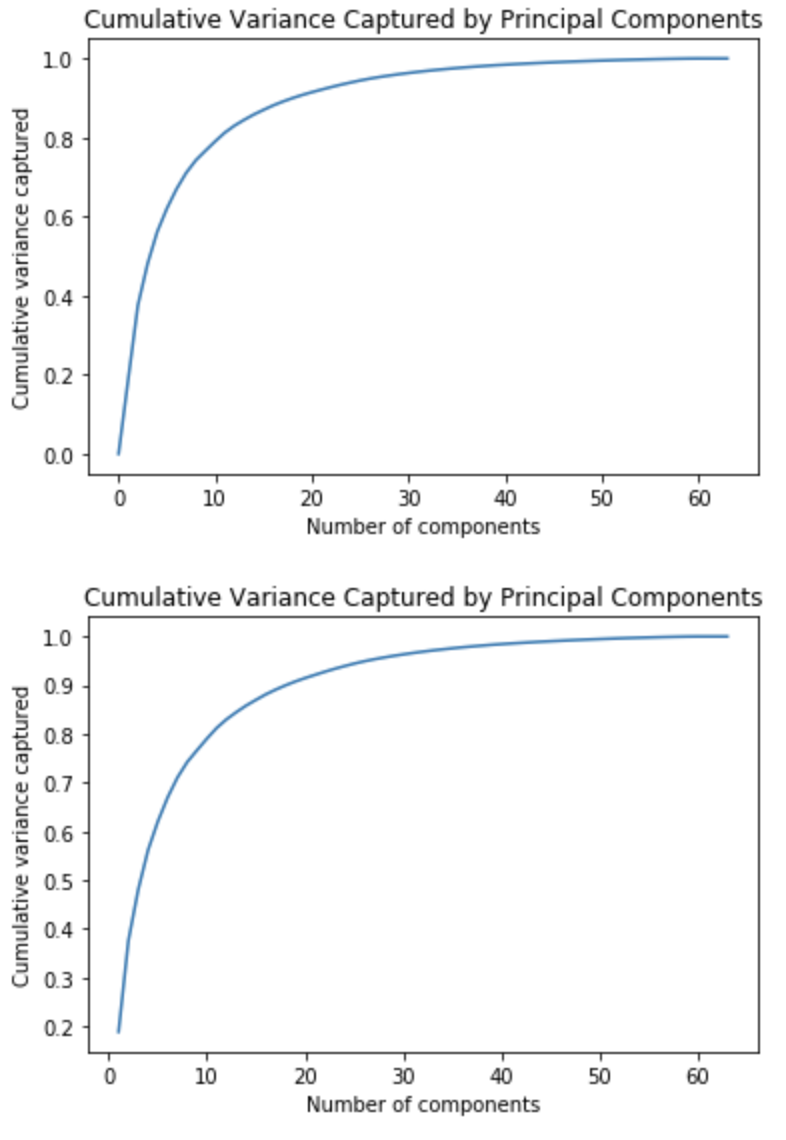 Cumulative Variance Captured by Principal Components
1.0
0.8
0.6
0.4
0.2
0.0
Cumulative variance captured
0 10 20 30 40 50 60
Number of components
Cumulative Variance Captured by Principal Components
1.0
0.9
0.8
0.7
0.6
0.5
0.4
0.3
0.2
Cumulative variance captured
0 10 20 30 40 50 60
Number of components